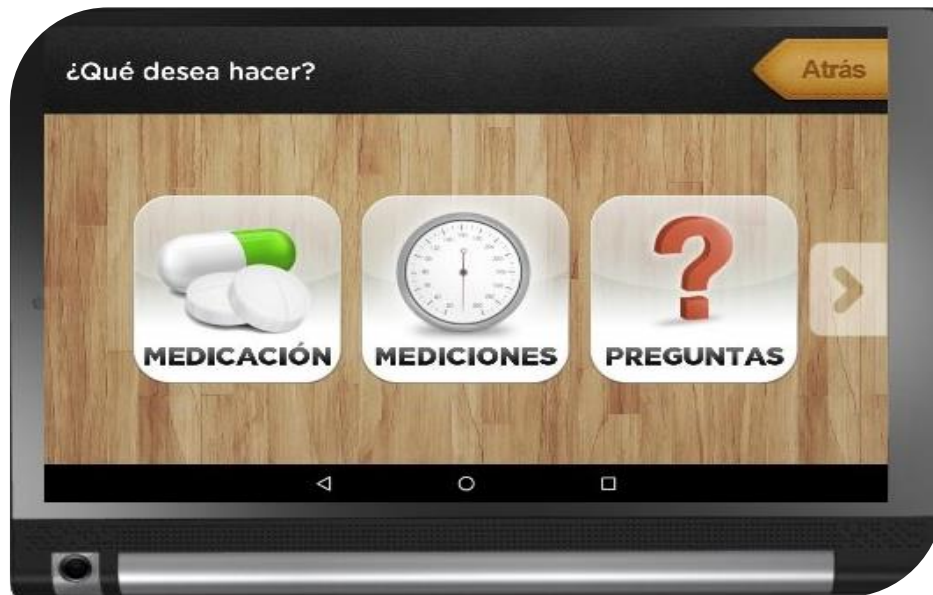 ¿Qué desea hacer?
Atrás
MEDICACIÓN
MEDICIONES
PREGUNTAS